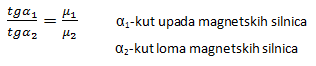 tgα₁/tgα₂ = μ₁/μ₂
α₁-kut upada magnetskih silnica
α₂-kut loma magnetskih silnica